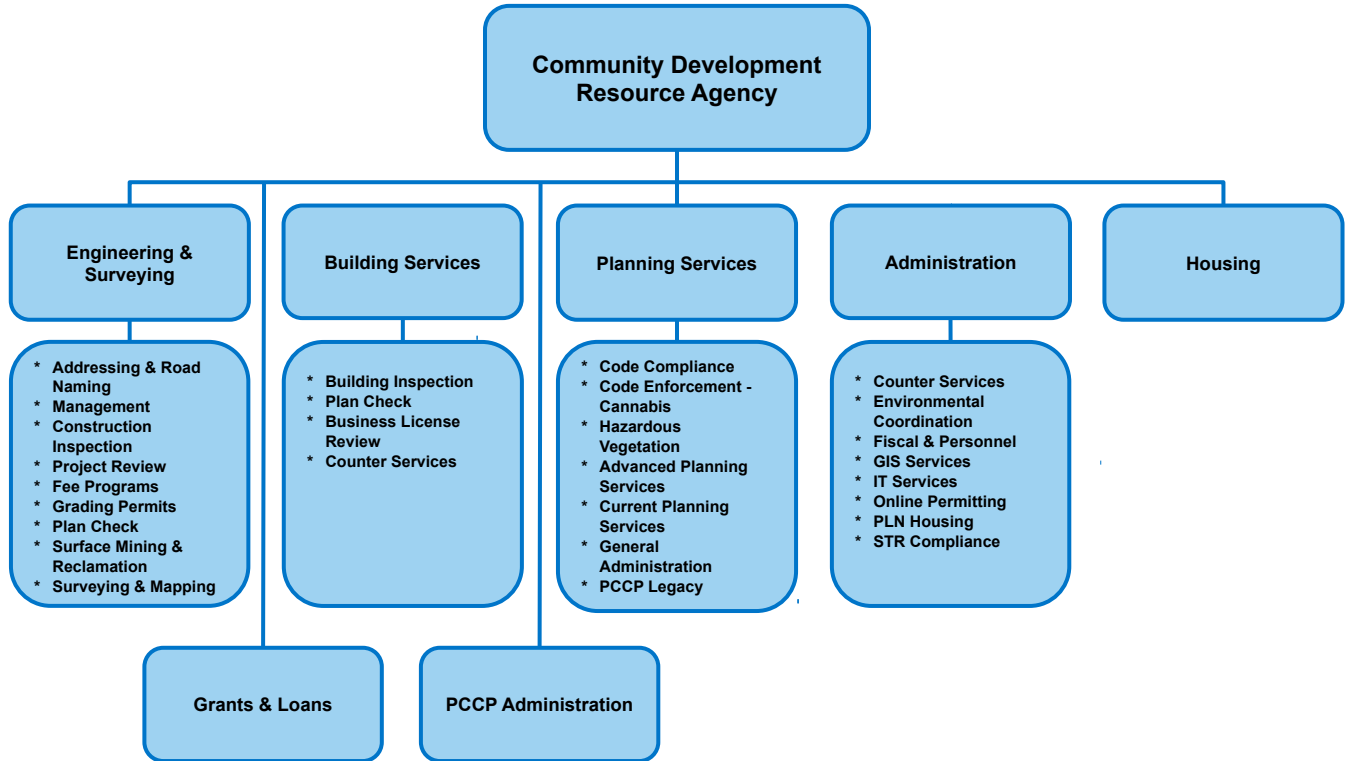 Community Development
Resource Agency
Engineering &
Surveying
Building Services
Planning Services
Administration
Housing
* Addressing & Road
Naming
* Management
* Construction
Inspection
* Project Review
* Fee Programs
* Grading Permits
* Plan Check
* Surface Mining &
Reclamation
* Surveying & Mapping
* Building Inspection
* Plan Check
* Business License
Review
* Counter Services
* Code Compliance
* Code Enforcement -
Cannabis
* Hazardous
Vegetation
* Advanced Planning
Services
* Current Planning
Services
* General
Administration
* PCCP Legacy
* Counter Services
* Environmental
Coordination
* Fiscal & Personnel
* GIS Services
* IT Services
* Online Permitting
* PLN Housing
* STR Compliance
Grants & Loans
PCCP Administration